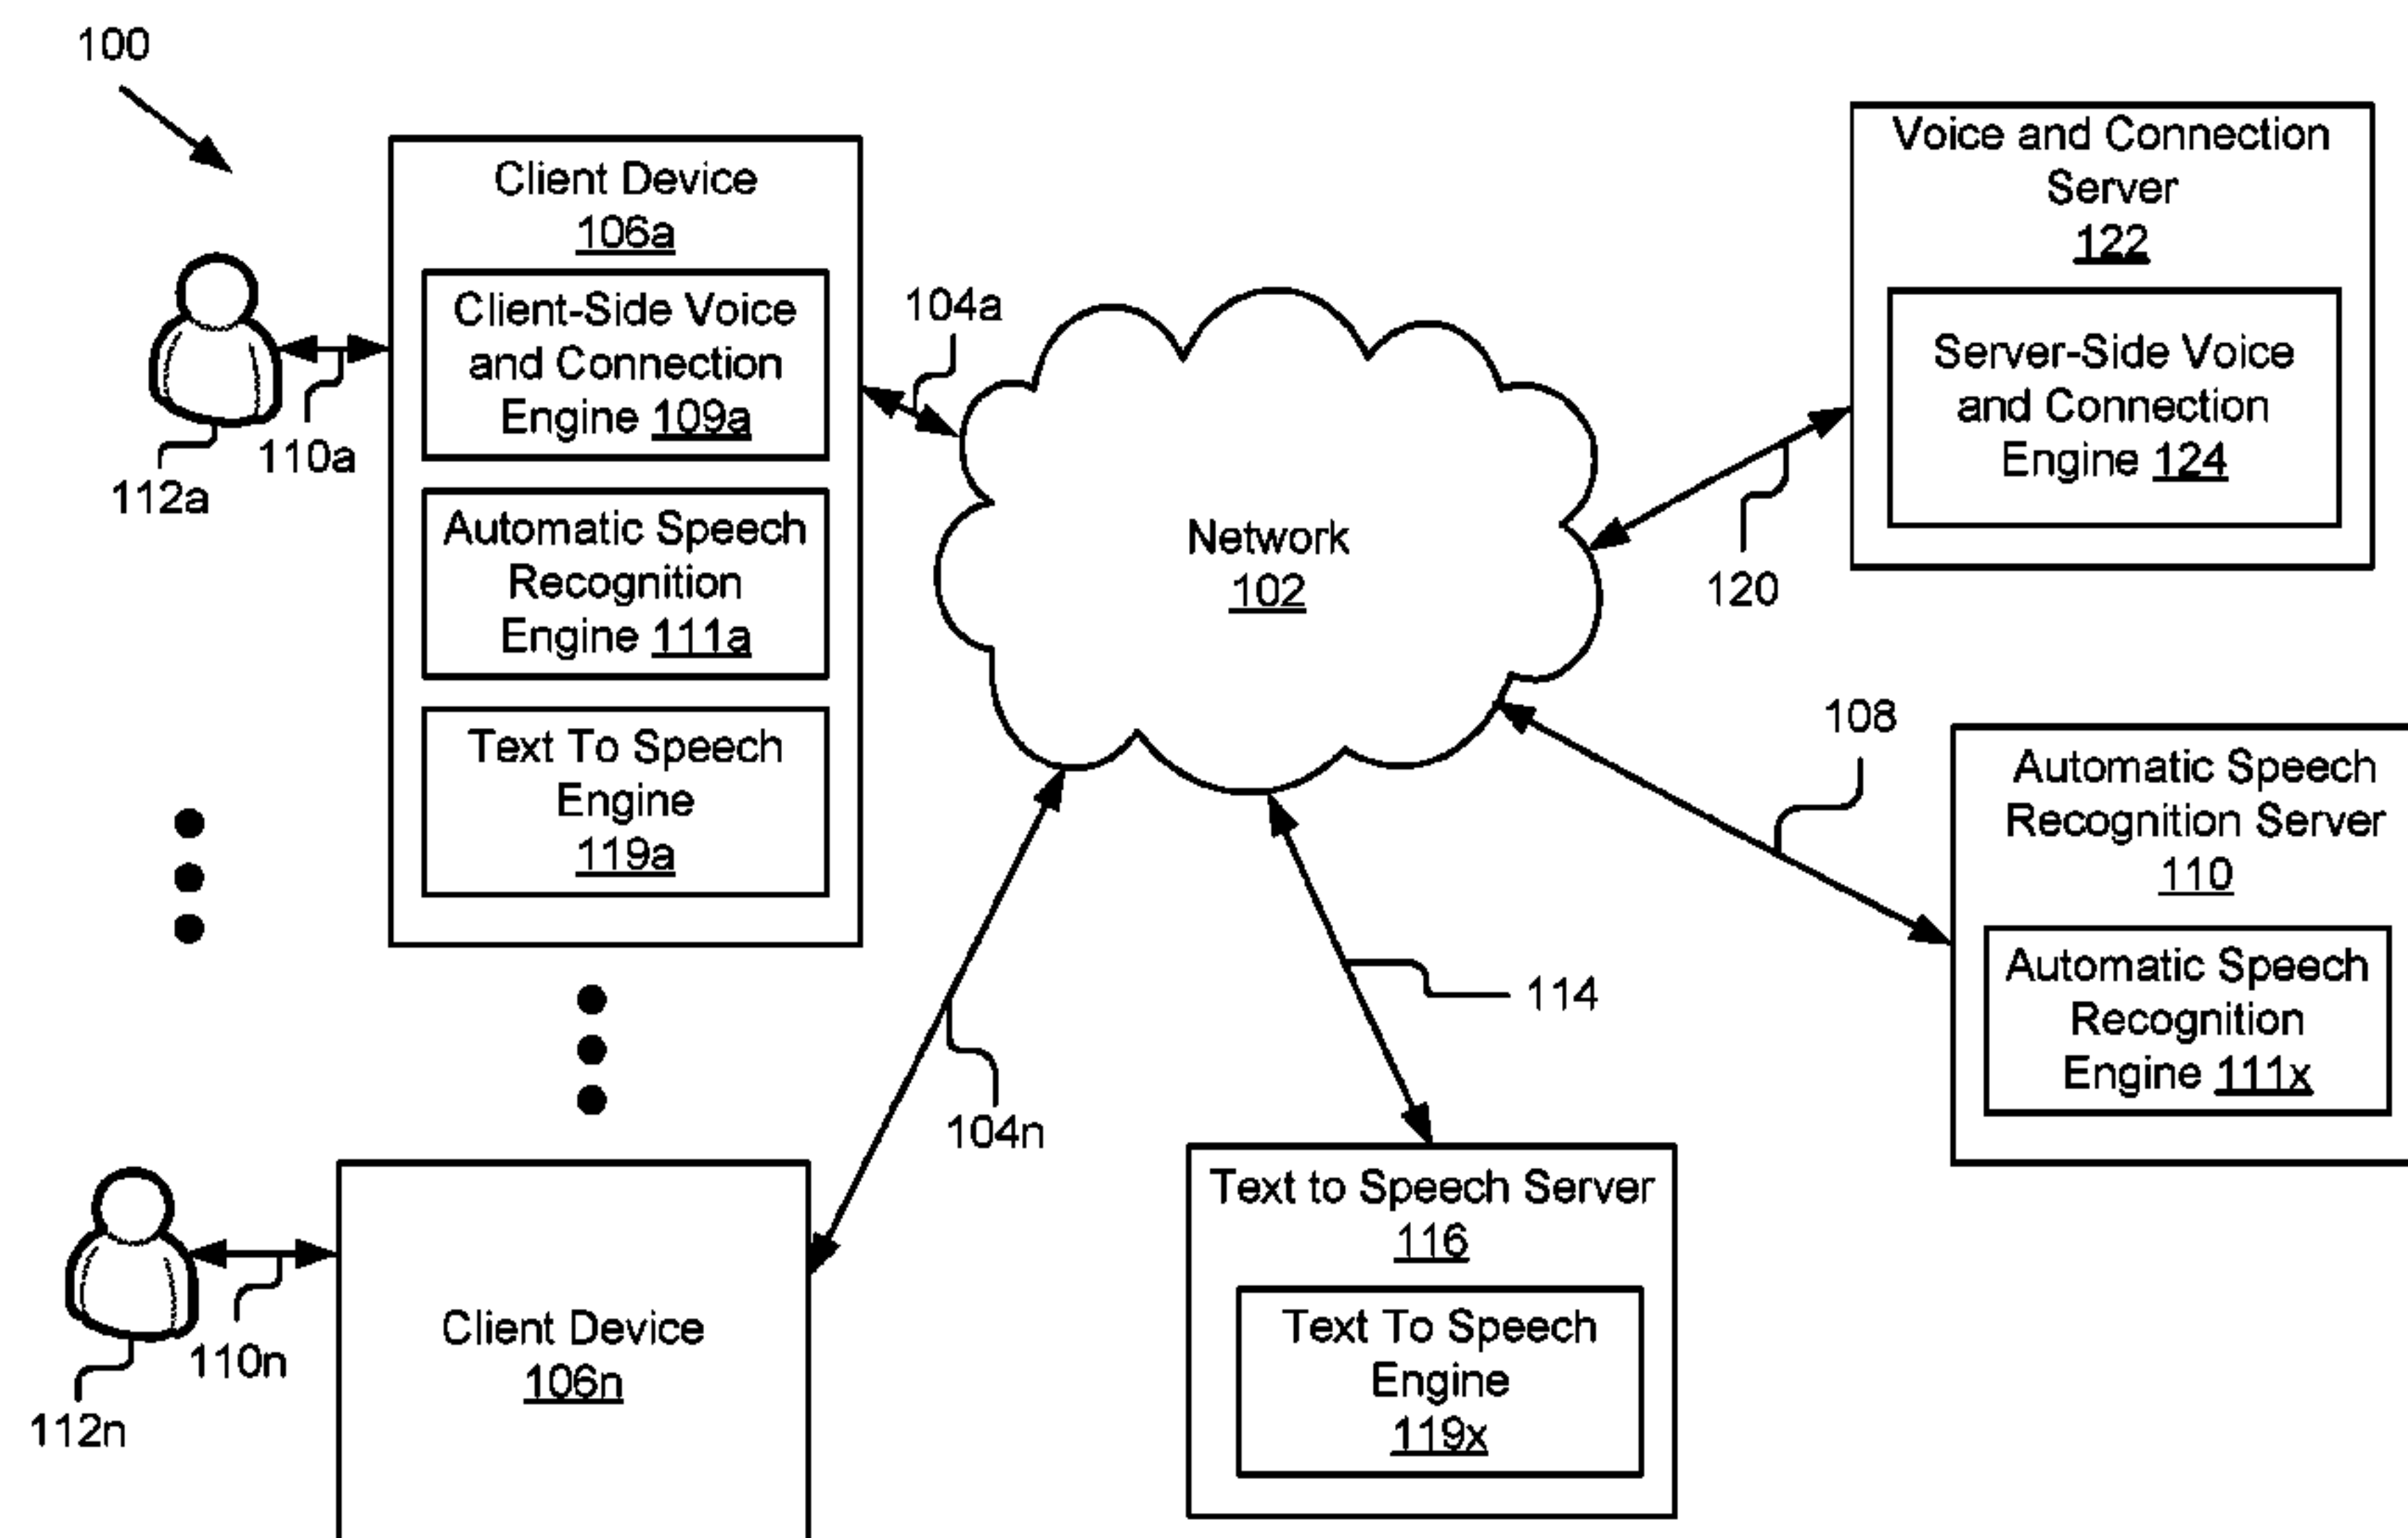 100
Client Device
106a
Client-Side Voice
and Connection
Engine 109a
Automatic Speech
Recognition
Engine 111a
Text To Speech
Engine
119a
110a
112a
104a
Network
102
Voice and Connection
Server
122
Server-Side Voice
and Connection
Engine 124
120
108
Automatic Speech
Recognition Server
110
Automatic Speech
Recognition
Engine 111x
114
104n
Text to Speech Server
116
Text To Speech
Engine
119x
Client Device
106n
110n
112n